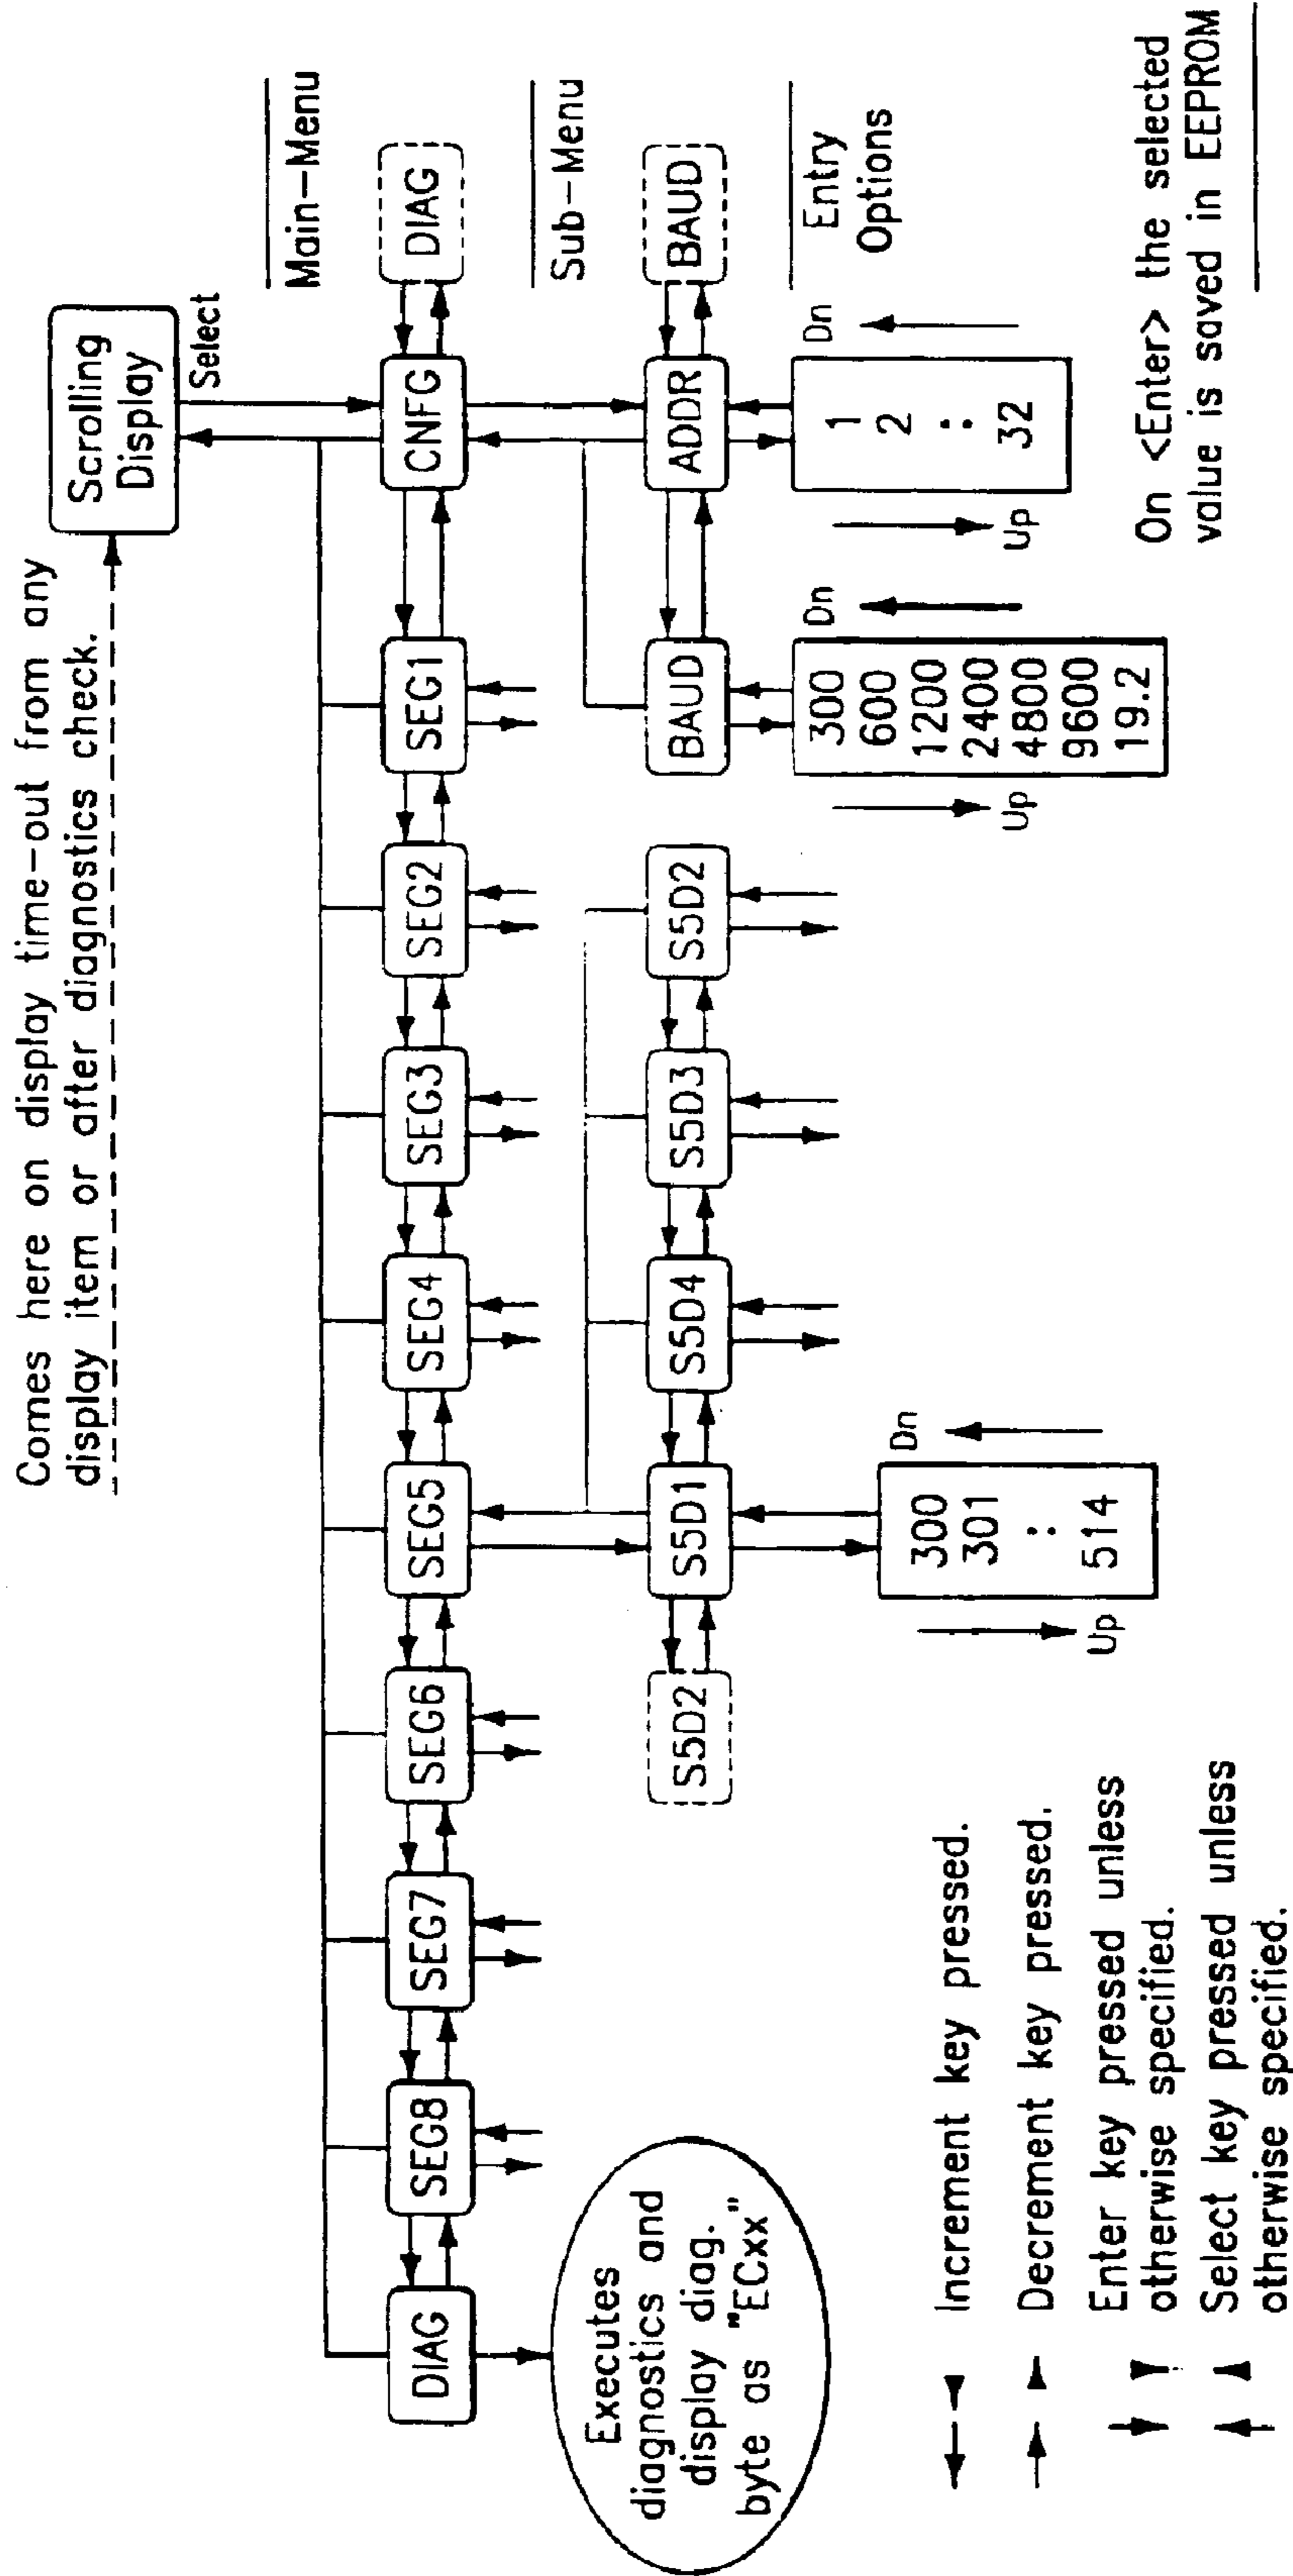 Comes here on display time-out from any
display item or after diagnostics check.
Scrolling
Display
Select
Main-Menu
DIAG
SEG8
SEG7
SEG6
SEG5
SEG4
SEG3
SEG2
SEG1
CNFG
DIAG
Sub-Menu
Executes
diagnostics and
display diag.
byte as "ECxx"
S5D2
S5D1
S5D4
S5D3
S5D2
BAUD
ADDR
BAUD
Entry
Options
Up
300
301
:
514
Dn
Up
300
600
1200
2400
4800
9600
19.2
Dn
Up
1
2
:
32
Dn
Increment key pressed.
Decrement key pressed.
Enter key pressed unless
otherwise specified.
Select key pressed unless
otherwise specified.
On <Enter> the selected
value is saved in EEPROM